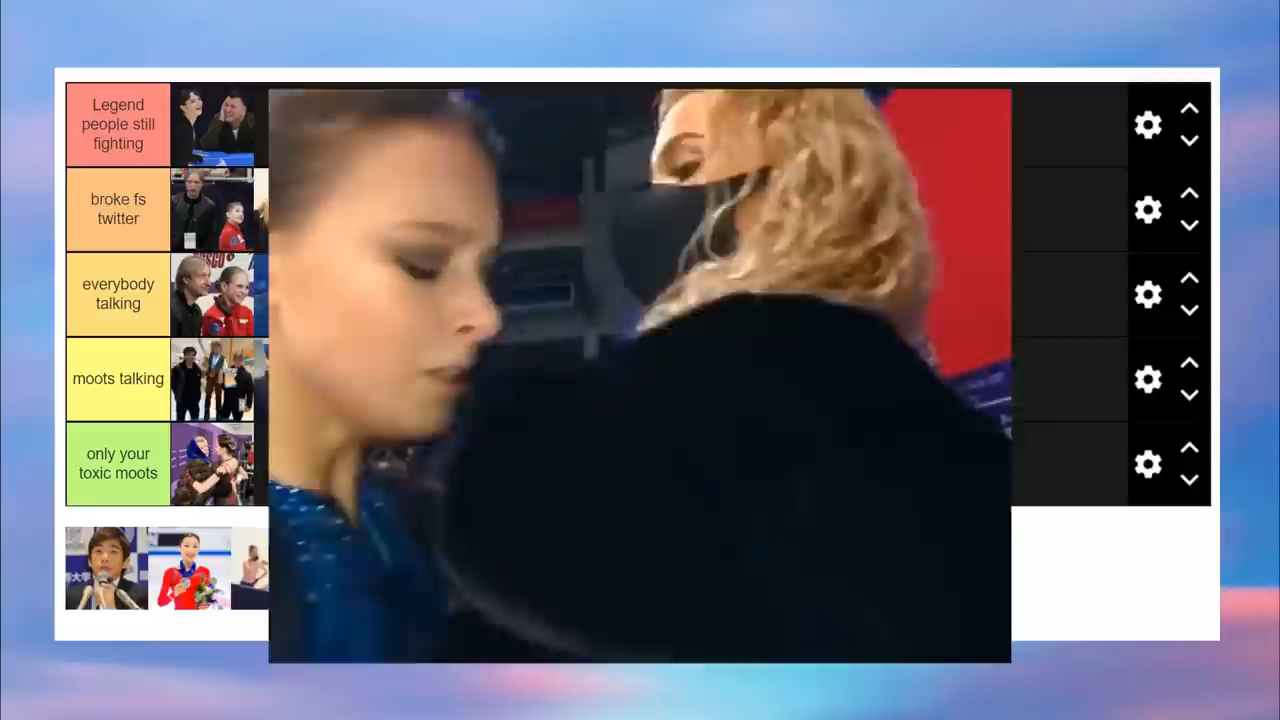 Legend
people still
fighting
broke fs
twitter
everybody
talking
moots talking
only your
toxic moots